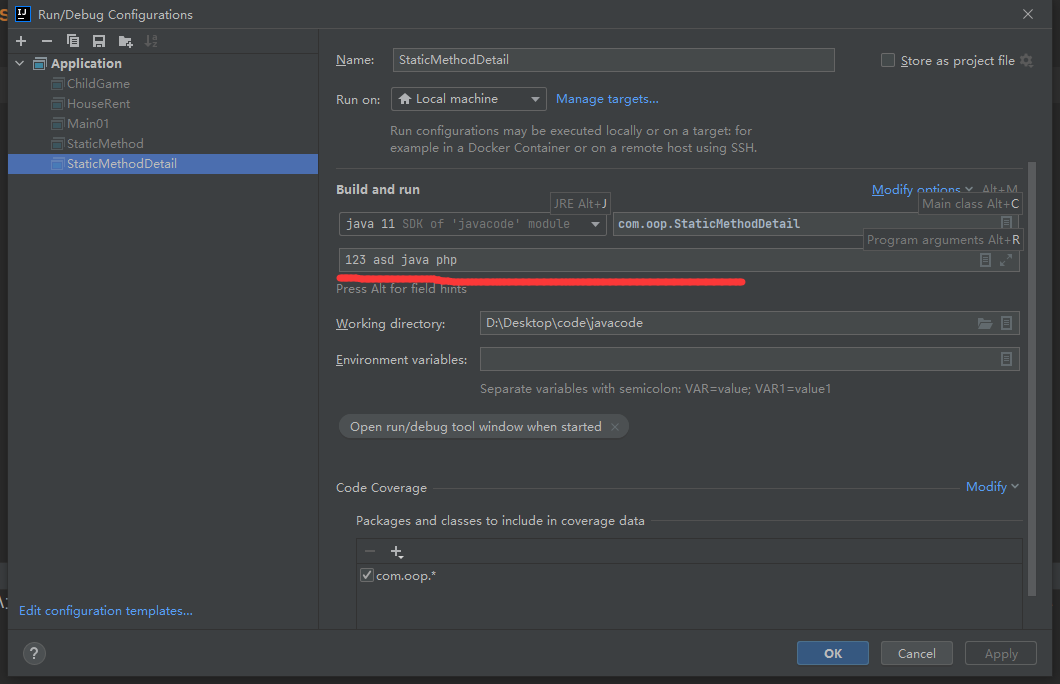 Run/Debug Configurations
Application
ChildGame
HouseRent
Main01
StaticMethod
StaticMethodDetail
Edit configuration templates...
Name: StaticMethodDetail
Store as project file
Run on: Local machine
Manage targets...
Run configurations may be executed locally or on a target: for
example in a Docker Container or on a remote host using SSH.
Build and run
Modify options Alt+M
JRE Alt+J
Main class Alt+C
java 11 SDK of 'javacode' module
com.oop.StaticMethodDetail
Program arguments Alt+R
123 asd java php
Press Alt for field hints
Working directory: D:\Desktop\code\javacode
Environment variables:
Separate variables with semicolon: VAR=value; VAR1=value1
Open run/debug tool window when started
Code Coverage
Modify
Packages and classes to include in coverage data
com.oop.*
?
OK
Cancel
Apply